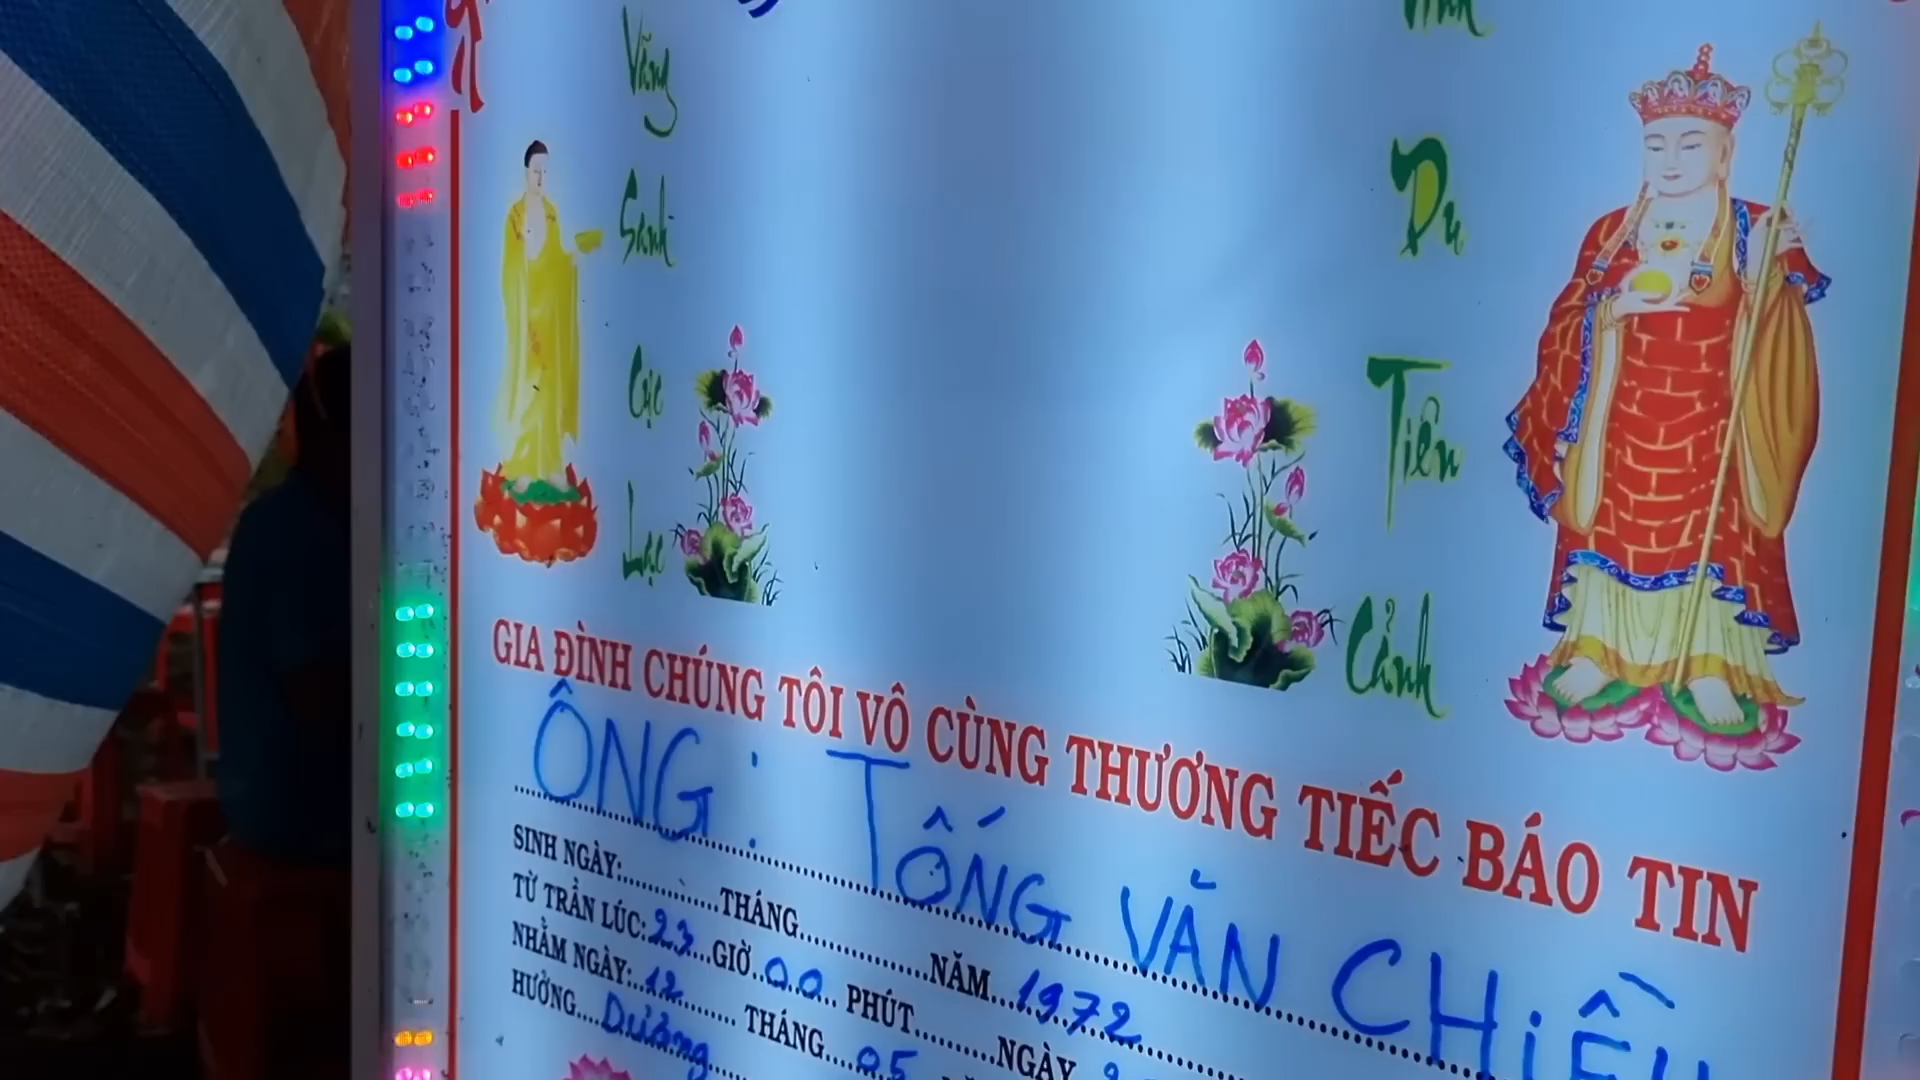 Vãng
Sanh
Cực
Lạc
Du
Tiên
Cảnh
GIA ĐÌNH CHÚNG TÔI VÔ CÙNG THƯƠNG TIẾC BÁO TIN
ÔNG: TỐNG VĂN CHIỀU
SINH NGÀY:............THÁNG................NĂM...1972
TỪ TRẦN LÚC:23...GIỜ..00... PHÚT..........NGÀY
NHẰM NGÀY:..12........ THÁNG....05
HƯỞNG....Dương